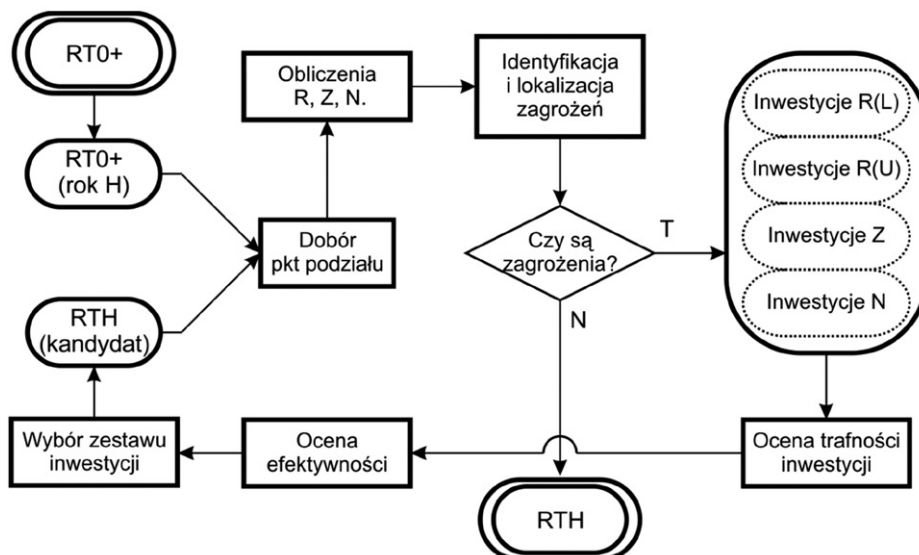 RT0+
RT0+
(rok H)
RTH
(kandydat)
Wybór zestawu
inwestycji
Obliczenia
R, Z, N.
Dobór
pkt podziału
Ocena
efektywności
Identyfikacja
i lokalizacja
zagrożeń
Czy są
zagrożenia?
T
N
RTH
Inwestycje R(L)
Inwestycje R(U)
Inwestycje Z
Inwestycje N
Ocena trafności
inwestycji